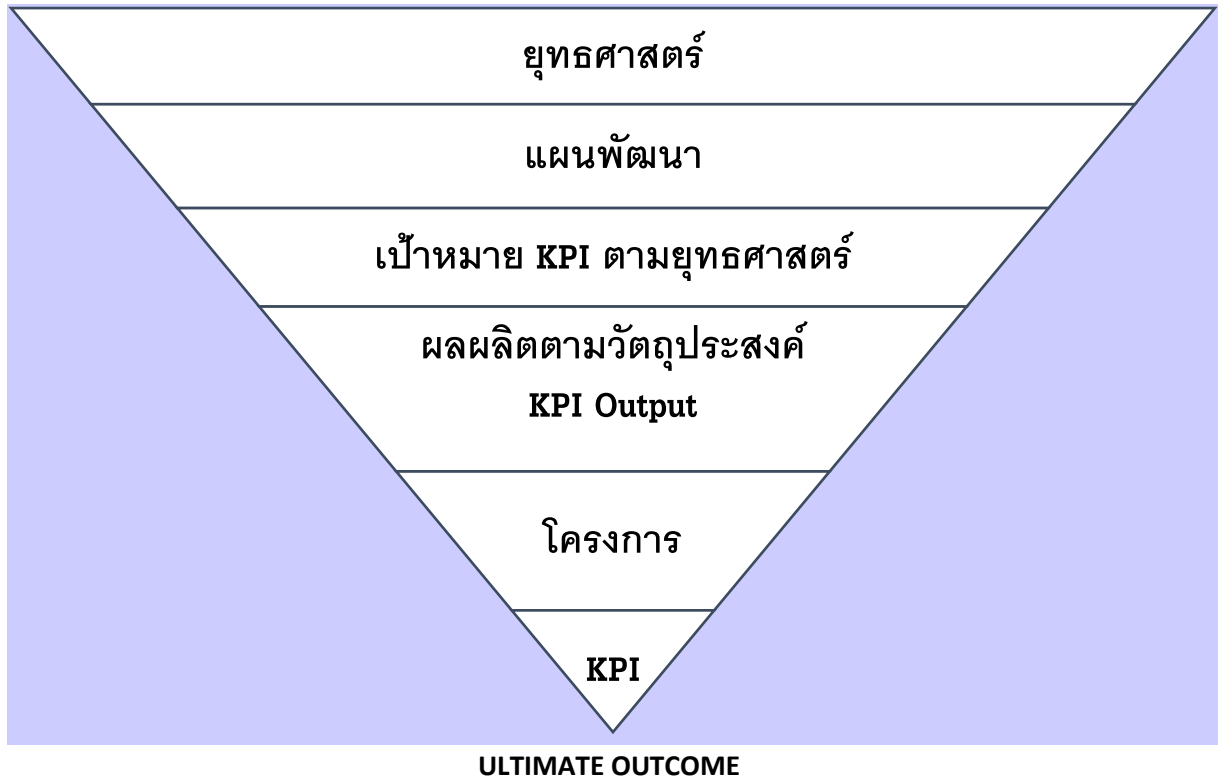 ยุทธศาสตร์
แผนพัฒนา
เป้าหมาย KPI ตามยุทธศาสตร์
ผลผลิตตามวัตถุประสงค์
KPI Output
โครงการ
KPI
ULTIMATE OUTCOME